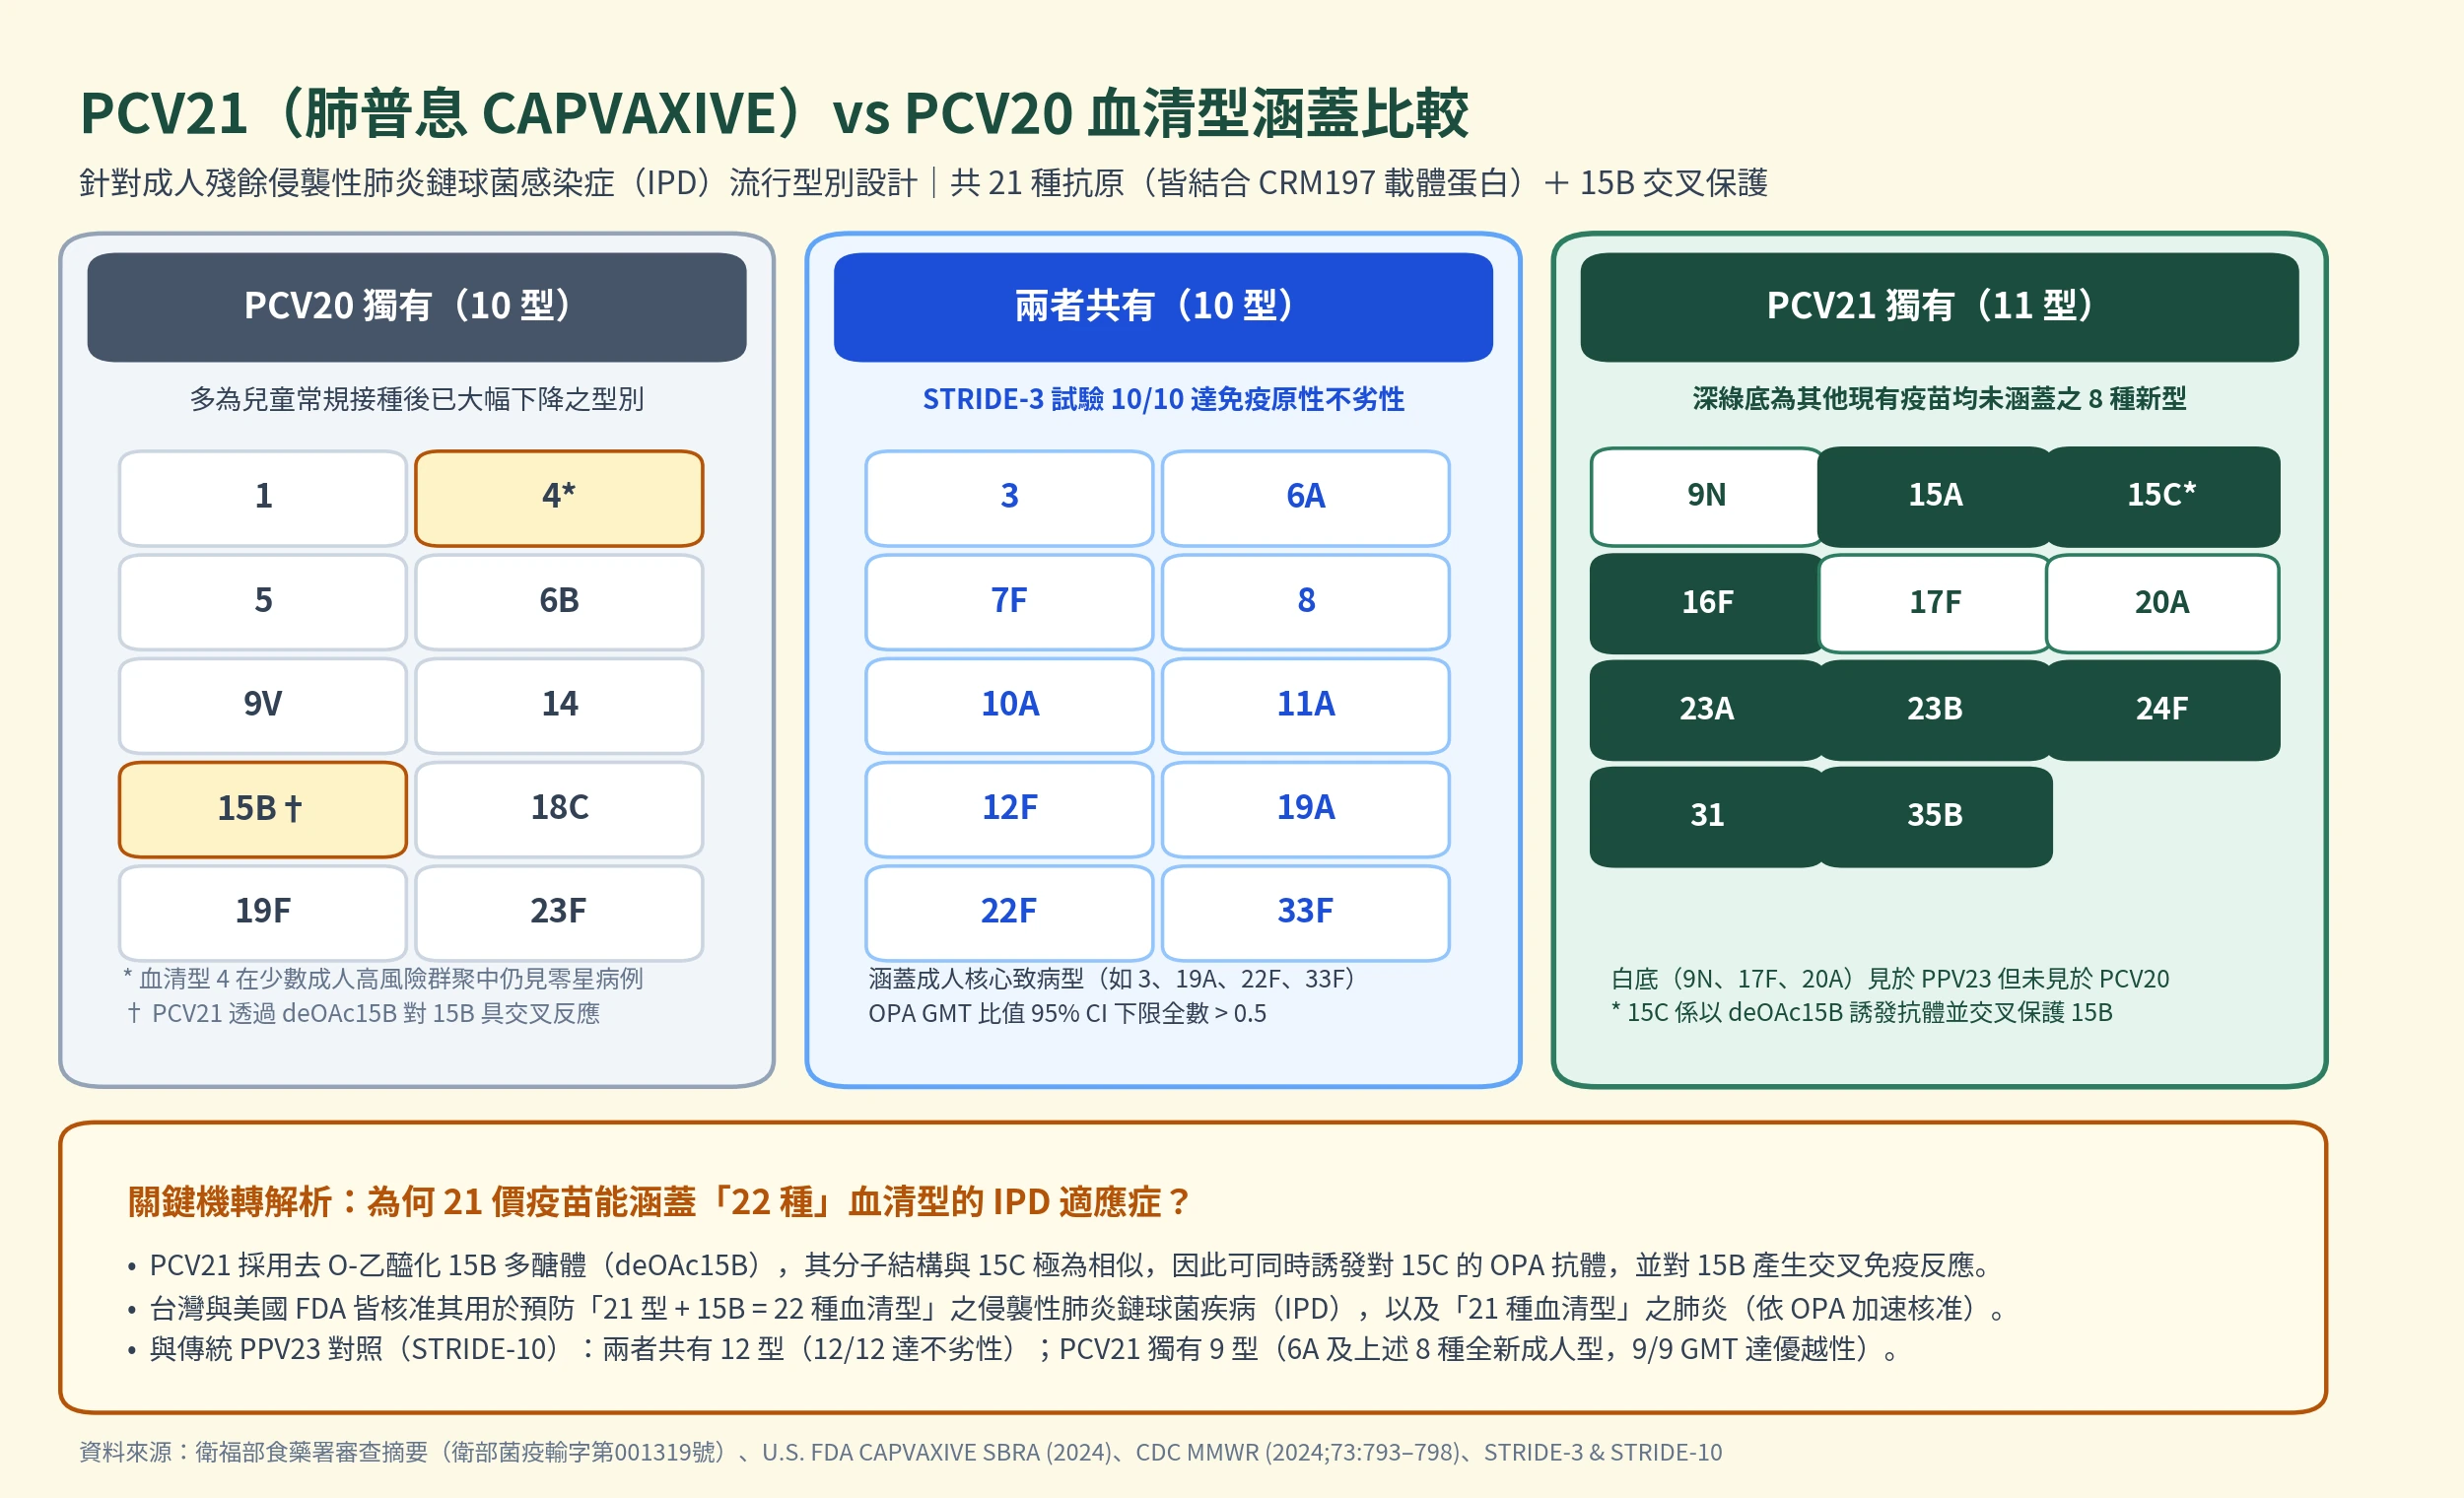 PCV21（肺普息 CAPVAXIVE）vs PCV20 血清型涵蓋比較
針對成人殘餘侵襲性肺炎鏈球菌感染症（IPD）流行型別設計｜共 21 種抗原（皆結合 CRM197 載體蛋白）＋ 15B 交叉保護
PCV20 獨有（10 型）
多為兒童常規接種後已大幅下降之型別
1
4*
5
6B
9V
14
15B †
18C
19F
23F
* 血清型 4 在少數成人高風險群聚中仍見零星病例
† PCV21 透過 deOAc15B 對 15B 具交叉反應
兩者共有（10 型）
STRIDE-3 試驗 10/10 達免疫原性不劣性
3
6A
7F
8
10A
11A
12F
19A
22F
33F
涵蓋成人核心致病型（如 3、19A、22F、33F）
OPA GMT 比值 95% CI 下限全數 > 0.5
PCV21 獨有（11 型）
深綠底為其他現有疫苗均未涵蓋之 8 種新型
9N
15A
15C*
16F
17F
20A
23A
23B
24F
31
35B
白底（9N、17F、20A）見於 PPV23 但未見於 PCV20
* 15C 係以 deOAc15B 誘發抗體並交叉保護 15B
關鍵機轉解析：為何 21 價疫苗能涵蓋「22 種」血清型的 IPD 適應症？
• PCV21 採用去 O-乙醯化 15B 多醣體（deOAc15B），其分子結構與 15C 極為相似，因此可同時誘發對 15C 的 OPA 抗體，並對 15B 產生交叉免疫反應。
• 台灣與美國 FDA 皆核准其用於預防「21 型 + 15B = 22 種血清型」之侵襲性肺炎鏈球菌疾病（IPD），以及「21 種血清型」之肺炎（依 OPA 加速核准）。
• 與傳統 PPV23 對照（STRIDE-10）：兩者共有 12 型（12/12 達不劣性）；PCV21 獨有 9 型（6A 及上述 8 種全新成人型，9/9 GMT 達優越性）。
資料來源：衛福部食藥署審查摘要（衛部菌疫輸字第001319號）、U.S. FDA CAPVAXIVE SBRA (2024)、CDC MMWR (2024;73:793–798)、STRIDE-3 & STRIDE-10